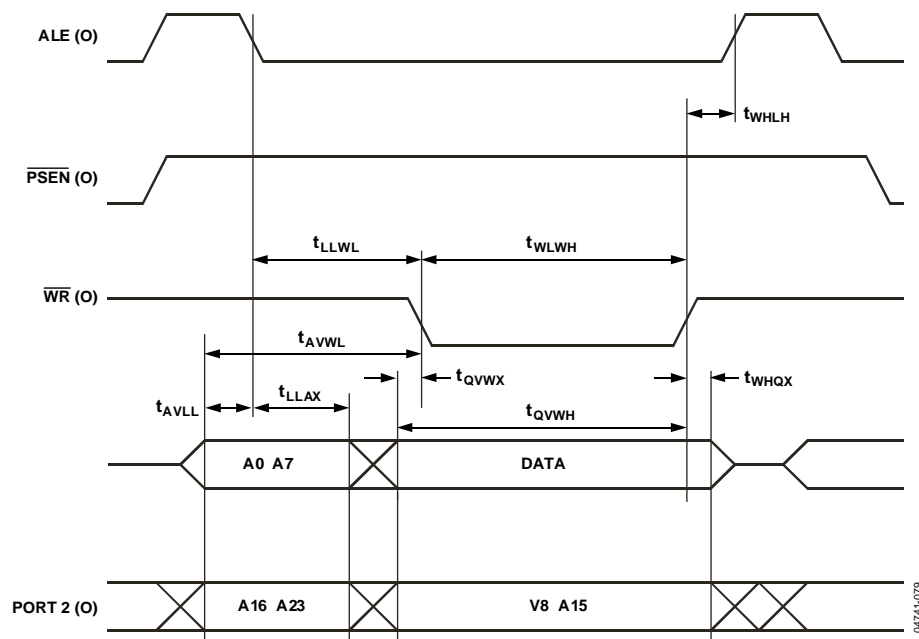 ALE (O)
tWHLH
PSEN (O)
tLLWL
tWLWH
WR (O)
tAVWL
tQVWX
tWHQX
tAVLL
tLLAX
tQVWH
A0 A7
DATA
PORT 2 (O)
A16 A23
V8 A15
04741-079